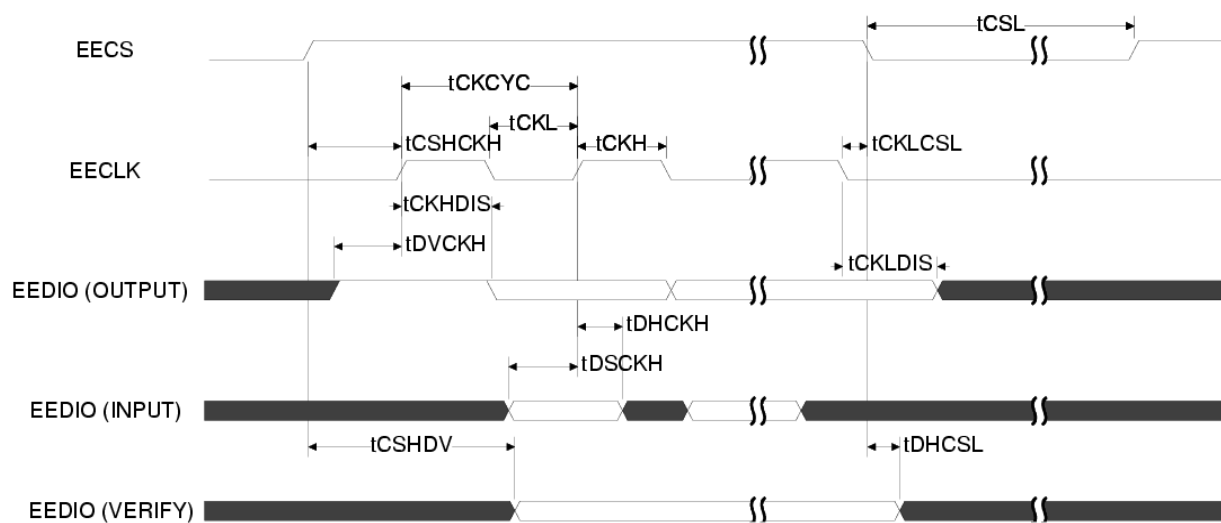 tCSL
EECS
tCKCYC
tCKL
tCSHCKH
tCKH
tCKLCSL
EECLK
tCKHDIS
tDVCKH
tCKLDIS
EEDIO (OUTPUT)
tDHCKH
tDSCKH
EEDIO (INPUT)
tCSHDV
tDHCSL
EEDIO (VERIFY)